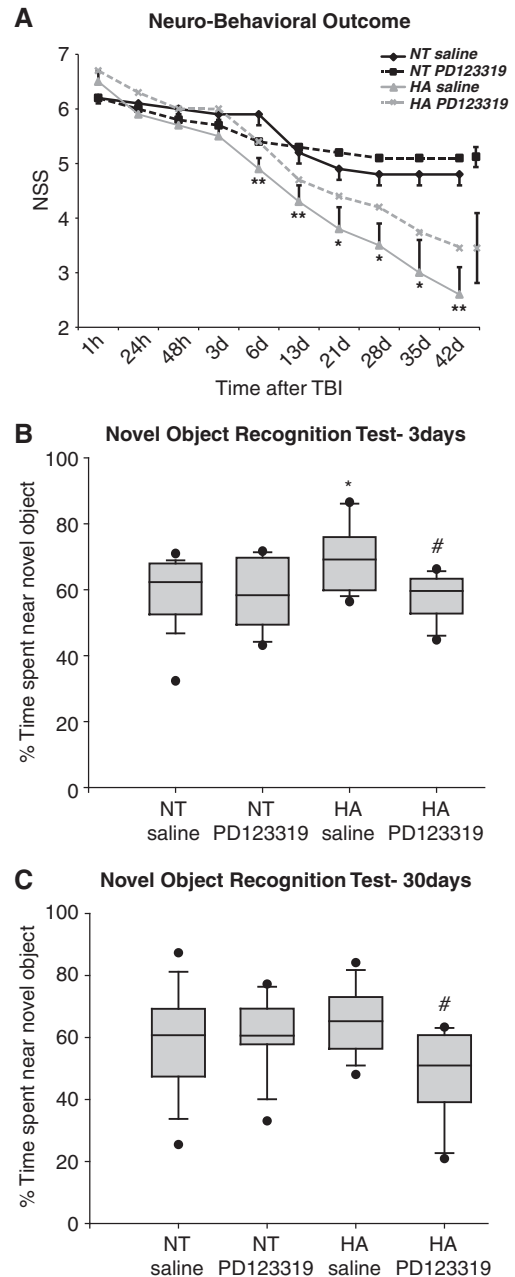 A
Neuro-Behavioral Outcome
NT saline
NT PD123319
HA saline
HA PD123319
NSS
7
6
5
4
3
2
**
**
*
*
*
**
1h
24h
48h
3d
6d
13d
21d
28d
35d
42d
Time after TBI
B
Novel Object Recognition Test- 3days
% Time spent near novel object
100
80
60
40
20
0
*
#
NT
saline
NT
PD123319
HA
saline
HA
PD123319
C
Novel Object Recognition Test- 30days
% Time spent near novel object
100
80
60
40
20
0
#
NT
saline
NT
PD123319
HA
saline
HA
PD123319